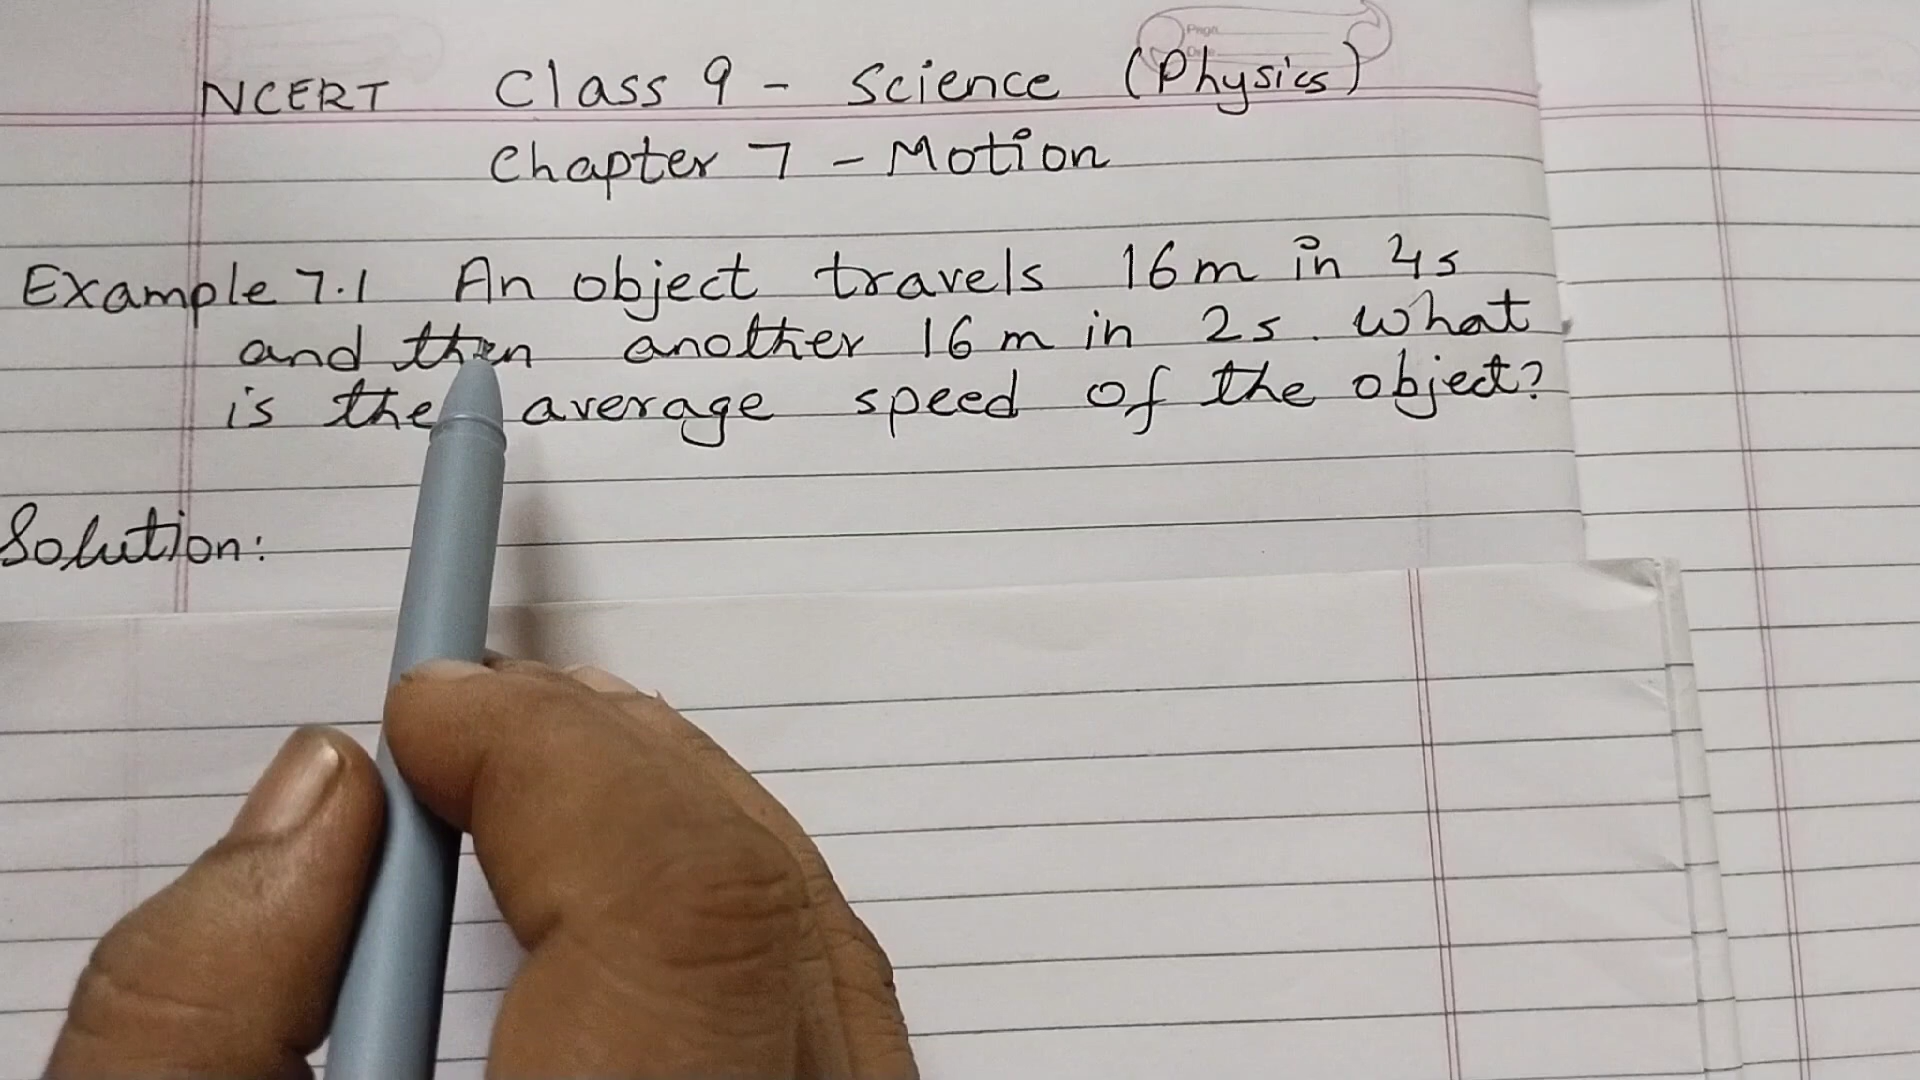 Page
NCERT Class 9 - Science (Physics)
Chapter 7 - Motion
Example 7.1 An object travels 16m in 4s
and then another 16 m in 2s. What
is the average speed of the object?
Solution: